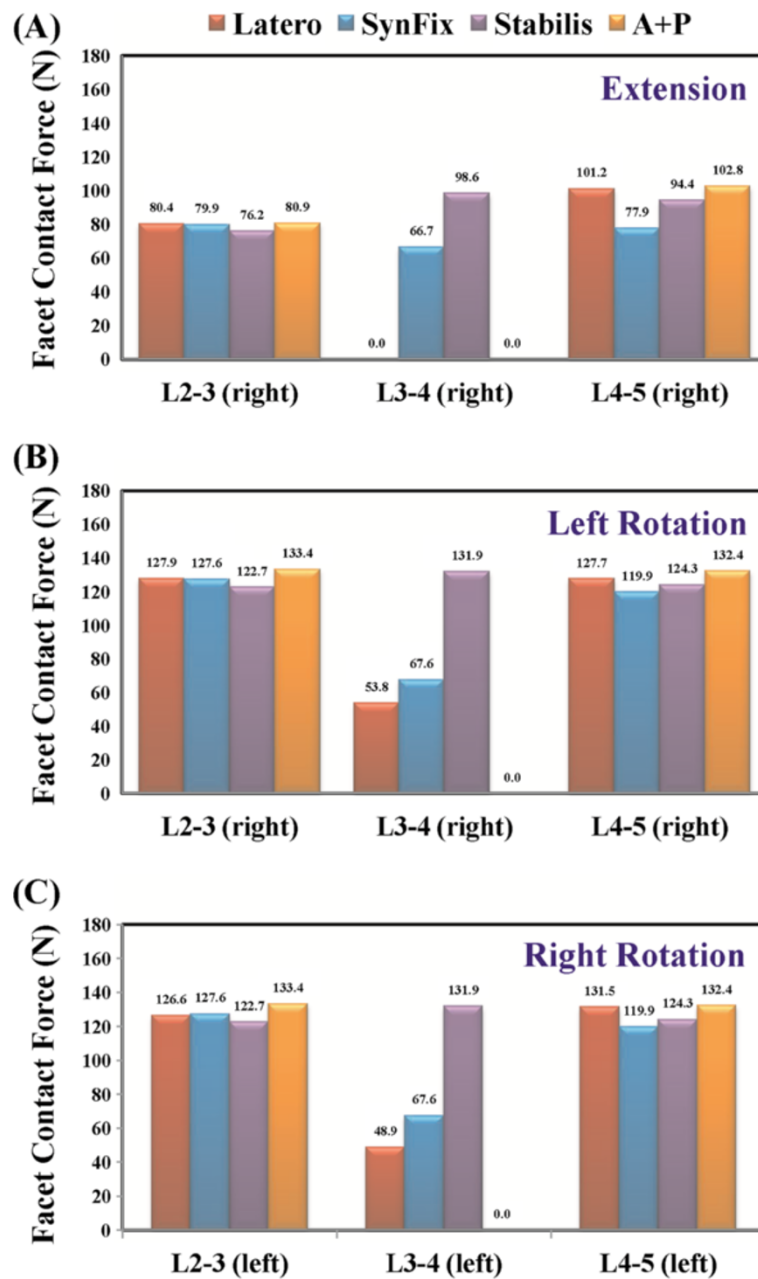 (A) Latero SynFix Stabilis A+P
Facet Contact Force (N)
180
160
140
120
100
80
60
40
20
0
Extension
80.4 79.9 76.2 80.9
0.0 66.7 98.6 0.0
101.2 77.9 94.4 102.8
L2-3 (right) L3-4 (right) L4-5 (right)
(B)
Facet Contact Force (N)
180
160
140
120
100
80
60
40
20
0
Left Rotation
127.9 127.6 122.7 133.4
53.8 67.6 131.9 0.0
127.7 119.9 124.3 132.4
L2-3 (right) L3-4 (right) L4-5 (right)
(C)
Facet Contact Force (N)
180
160
140
120
100
80
60
40
20
0
Right Rotation
126.6 127.6 122.7 133.4
48.9 67.6 131.9 0.0
131.5 119.9 124.3 132.4
L2-3 (left) L3-4 (left) L4-5 (left)